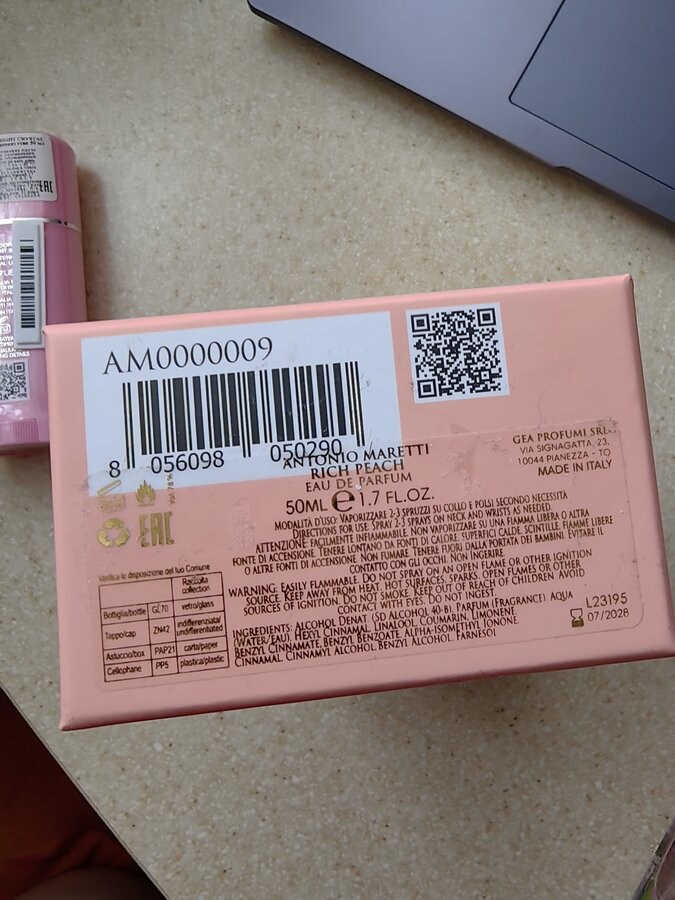 AM0000009
8 056098 050290
ANTONIO MARETTI
RICH PEACH
EAU DE PARFUM
50ML e 1.7 FL.OZ.
GEA PROFUMI SRL
VIA SIGNAGATTA, 23,
10044 PIANEZZA - TO
MADE IN ITALY
MODALITÀ D'USO: VAPORIZZARE 2-3 SPRUZZI SU COLLO E POLSI SECONDO NECESSITÀ
DIRECTIONS FOR USE: SPRAY 2-3 SPRAYS ON NECK AND WRISTS AS NEEDED.
ATTENZIONE: FACILMENTE INFIAMMABILE. NON VAPORIZZARE SU UNA FIAMMA LIBERA O ALTRA
FONTE DI ACCENSIONE. TENERE LONTANO DA FONTI DI CALORE, SUPERFICI CALDE, SCINTILLE, FIAMME LIBERE
O ALTRE FONTI DI ACCENSIONE. NON FUMARE. TENERE FUORI DALLA PORTATA DEI BAMBINI. EVITARE IL
CONTATTO CON GLI OCCHI. NON INGERIRE.
WARNING: EASILY FLAMMABLE. DO NOT SPRAY ON AN OPEN FLAME OR OTHER IGNITION
SOURCE. KEEP AWAY FROM HEAT, HOT SURFACES, SPARKS, OPEN FLAMES OR OTHER
SOURCES OF IGNITION. DO NOT SMOKE. KEEP OUT OF REACH OF CHILDREN. AVOID
CONTACT WITH EYES. DO NOT INGEST.
INGREDIENTS: ALCOHOL DENAT. (SD ALCOHOL 40-B), PARFUM (FRAGRANCE), AQUA
(WATER/EAU), HEXYL CINNAMAL, LINALOOL, COUMARIN, LIMONENE,
BENZYL CINNAMATE, BENZYL BENZOATE, ALPHA-ISOMETHYL IONONE,
CINNAMAL, CINNAMYL ALCOHOL, BENZYL ALCOHOL, FARNESOL
L23195
07/2028
EAC
Verifica le disposizione del tuo Comune
Raccolta
collection
Bottiglia/bottle GL70 vetro/glass
Tappo/cap ZN42 indifferenziata/
undifferentiated
Astuccio/box PAP21 carta/paper
Cellophane PP5 plastica/plastic
EAC